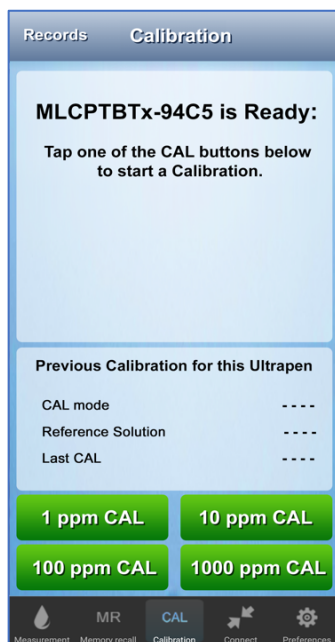 Records Calibration
MLCPTBTx-94C5 is Ready:
Tap one of the CAL buttons below
to start a Calibration.
Previous Calibration for this Ultrapen
CAL mode - - - -
Reference Solution - - - -
Last CAL - - - -
1 ppm CAL 10 ppm CAL
100 ppm CAL 1000 ppm CAL
MR CAL
Measurement Memory recall Calibration Connect Preferences